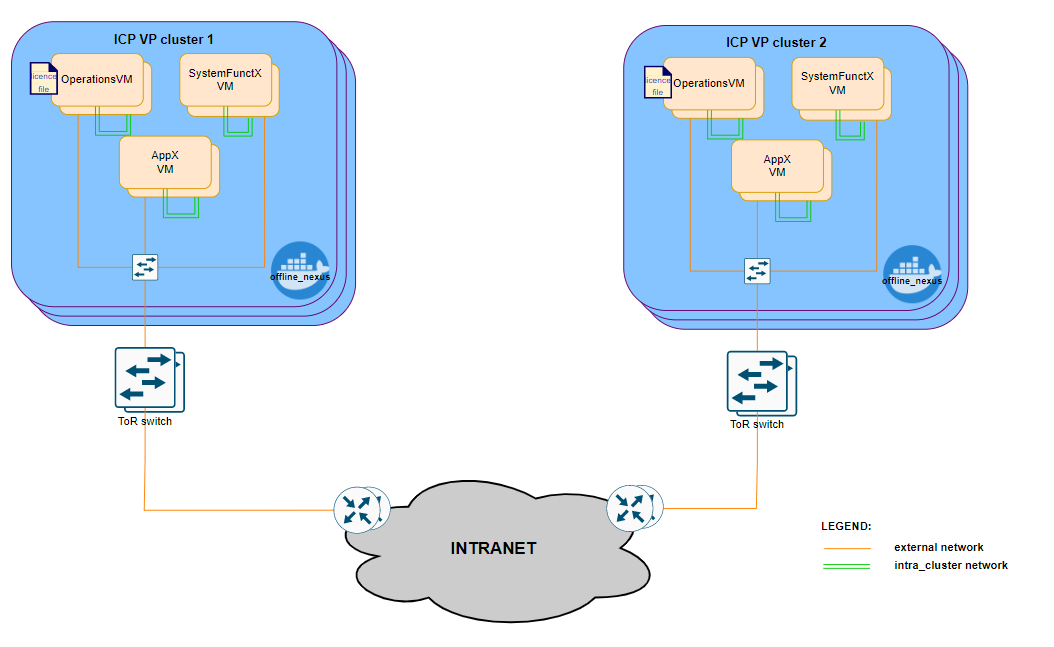 ICP VP cluster 1
licence
file
OperationsVM
SystemFunctX
VM
AppX
VM
offline_nexus
ToR switch
ICP VP cluster 2
licence
file
OperationsVM
SystemFunctX
VM
AppX
VM
offline_nexus
ToR switch
INTRANET
LEGEND:
external network
intra_cluster network